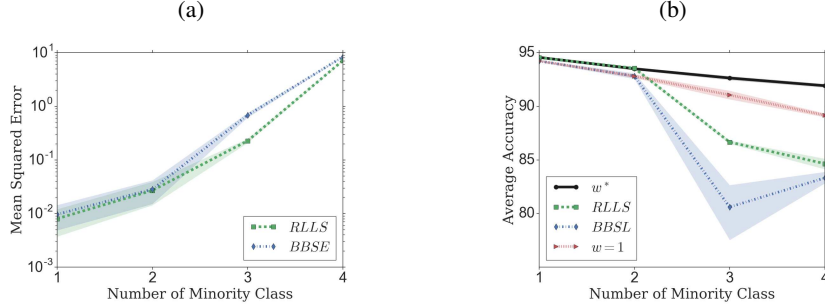 (a)
(b)
Mean Squared Error
10^1
10^0
10^-1
10^-2
10^-3
1 2 3 4
Number of Minority Class
RLLS
BBSE
Average Accuracy
95
90
85
80
1 2 3 4
Number of Minority Class
w*
RLLS
BBSL
w = 1